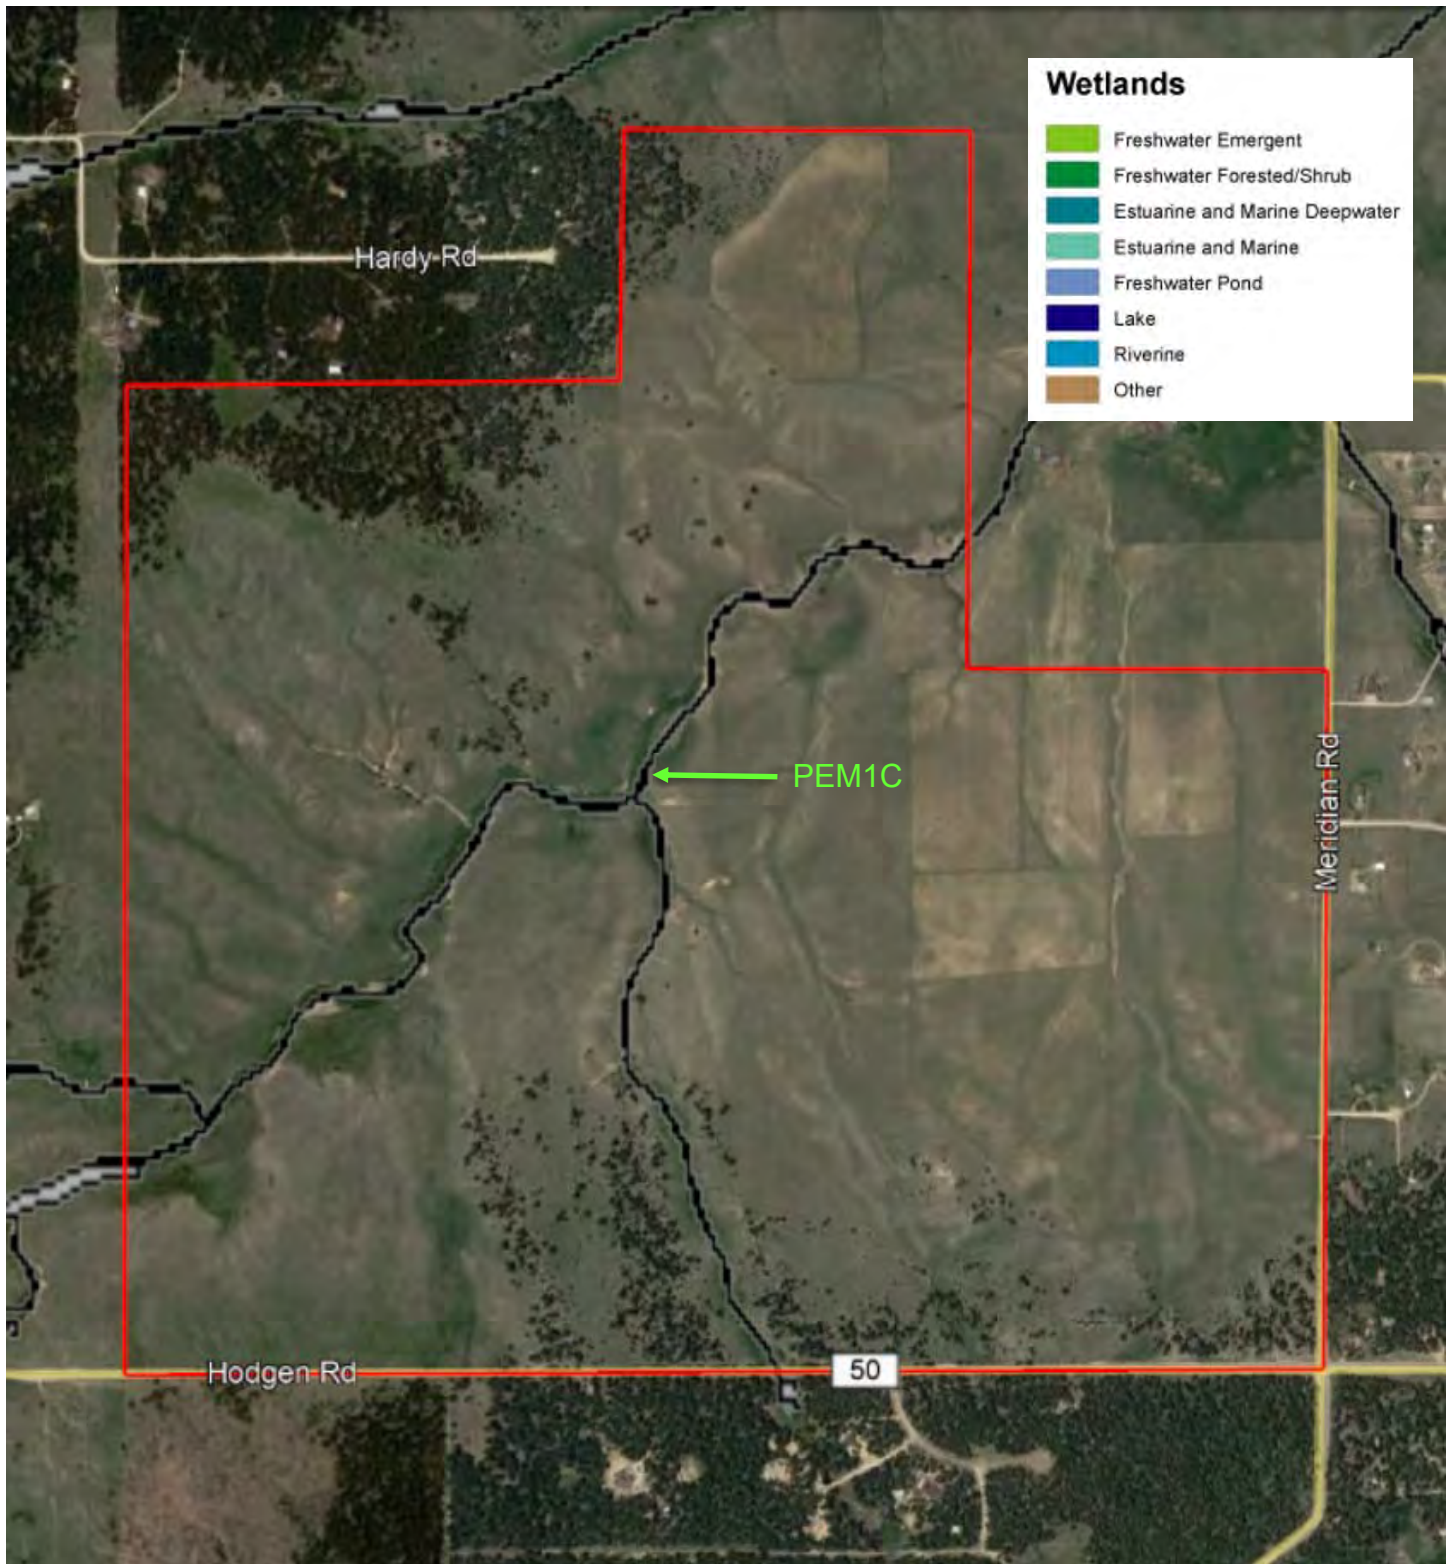 Wetlands
Freshwater Emergent
Freshwater Forested/Shrub
Estuarine and Marine Deepwater
Estuarine and Marine
Freshwater Pond
Lake
Riverine
Other
Hardy Rd
PEM1C
Meridian Rd
Hodgen Rd
50